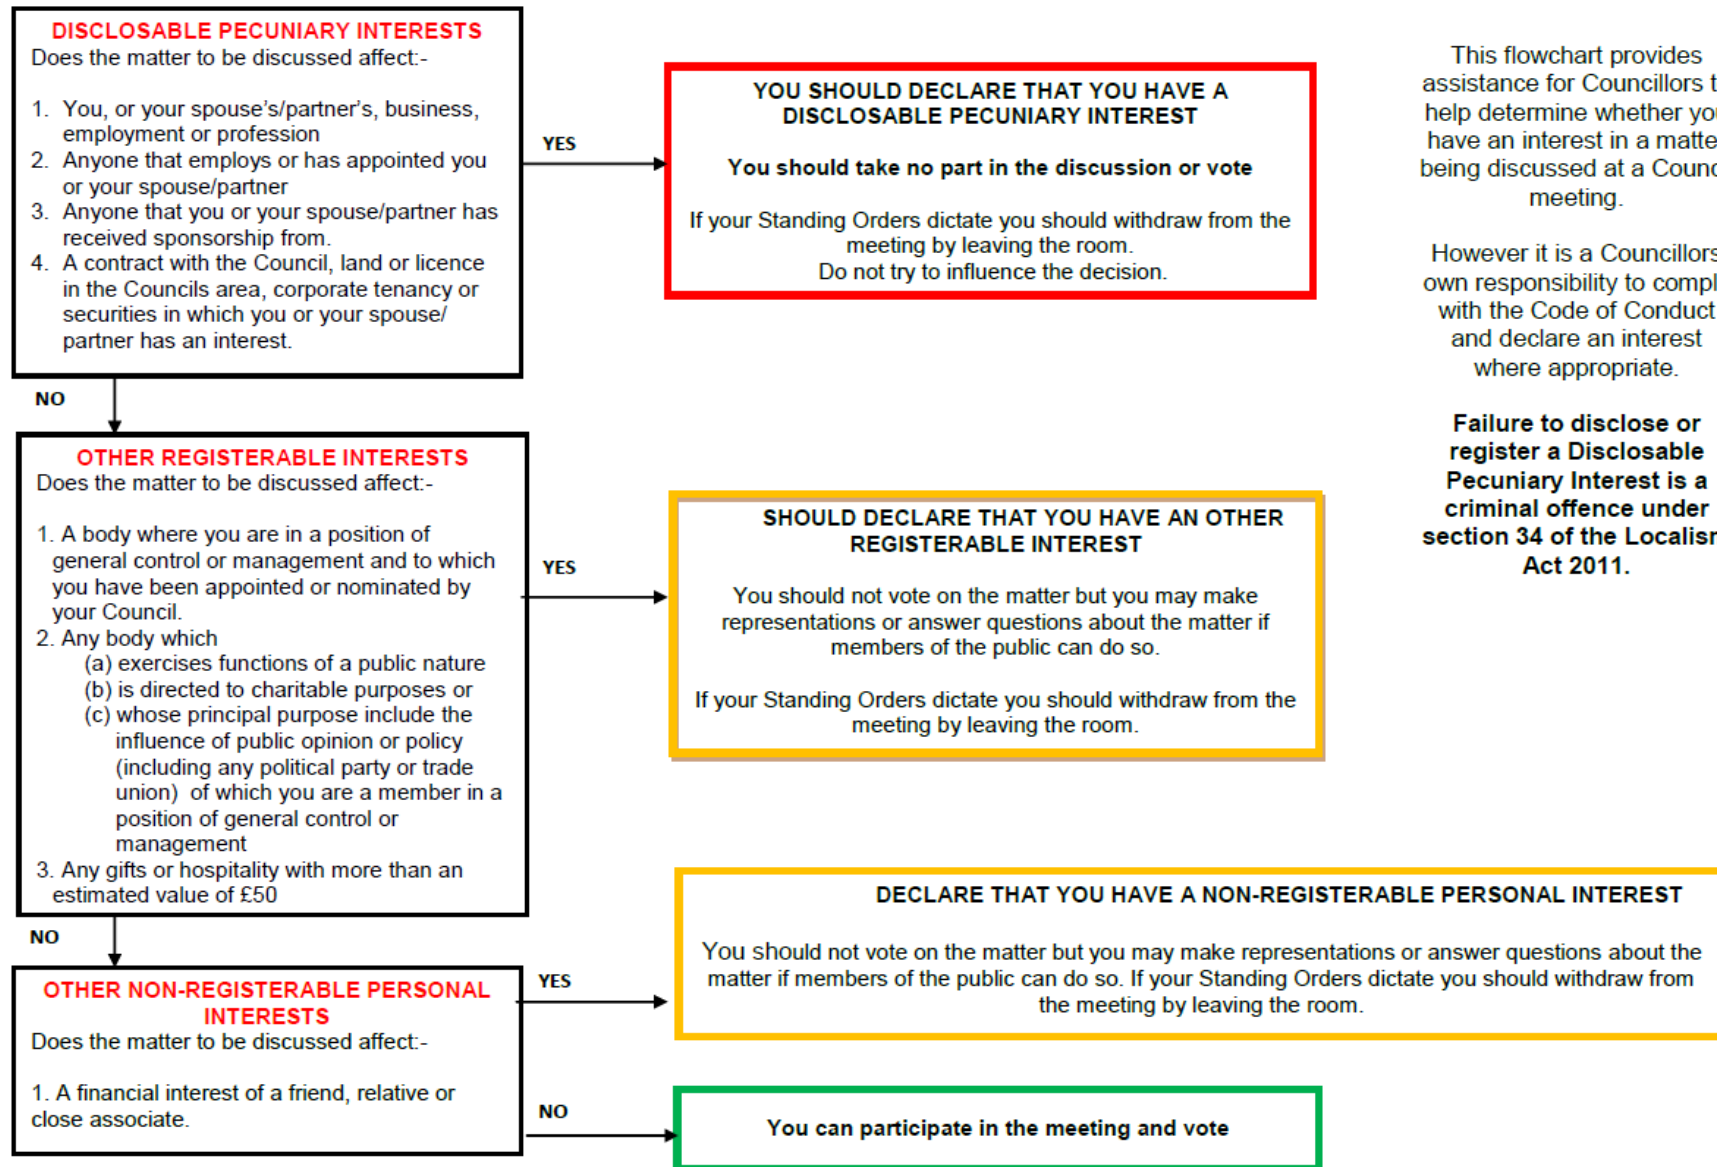 DISCLOSABLE PECUNIARY INTERESTS
Does the matter to be discussed affect:-
1. You, or your spouse's/partner's, business,
employment or profession
2. Anyone that employs or has appointed you
or your spouse/partner
3. Anyone that you or your spouse/partner has
received sponsorship from.
4. A contract with the Council, land or licence
in the Councils area, corporate tenancy or
securities in which you or your spouse/
partner has an interest.
YES
YOU SHOULD DECLARE THAT YOU HAVE A
DISCLOSABLE PECUNIARY INTEREST
You should take no part in the discussion or vote
If your Standing Orders dictate you should withdraw from the
meeting by leaving the room.
Do not try to influence the decision.
This flowchart provides
assistance for Councillors t
help determine whether you
have an interest in a matte
being discussed at a Counc
meeting.
However it is a Councillors
own responsibility to compl
with the Code of Conduct
and declare an interest
where appropriate.
Failure to disclose or
register a Disclosable
Pecuniary Interest is a
criminal offence under
section 34 of the Localism
Act 2011.
NO
OTHER REGISTERABLE INTERESTS
Does the matter to be discussed affect:-
1. A body where you are in a position of
general control or management and to which
you have been appointed or nominated by
your Council.
2. Any body which
(a) exercises functions of a public nature
(b) is directed to charitable purposes or
(c) whose principal purpose include the
influence of public opinion or policy
(including any political party or trade
union) of which you are a member in a
position of general control or
management
3. Any gifts or hospitality with more than an
estimated value of £50
YES
SHOULD DECLARE THAT YOU HAVE AN OTHER
REGISTERABLE INTEREST
You should not vote on the matter but you may make
representations or answer questions about the matter if
members of the public can do so.
If your Standing Orders dictate you should withdraw from the
meeting by leaving the room.
NO
OTHER NON-REGISTERABLE PERSONAL
INTERESTS
Does the matter to be discussed affect:-
1. A financial interest of a friend, relative or
close associate.
YES
DECLARE THAT YOU HAVE A NON-REGISTERABLE PERSONAL INTEREST
You should not vote on the matter but you may make representations or answer questions about the
matter if members of the public can do so. If your Standing Orders dictate you should withdraw from
the meeting by leaving the room.
NO
You can participate in the meeting and vote